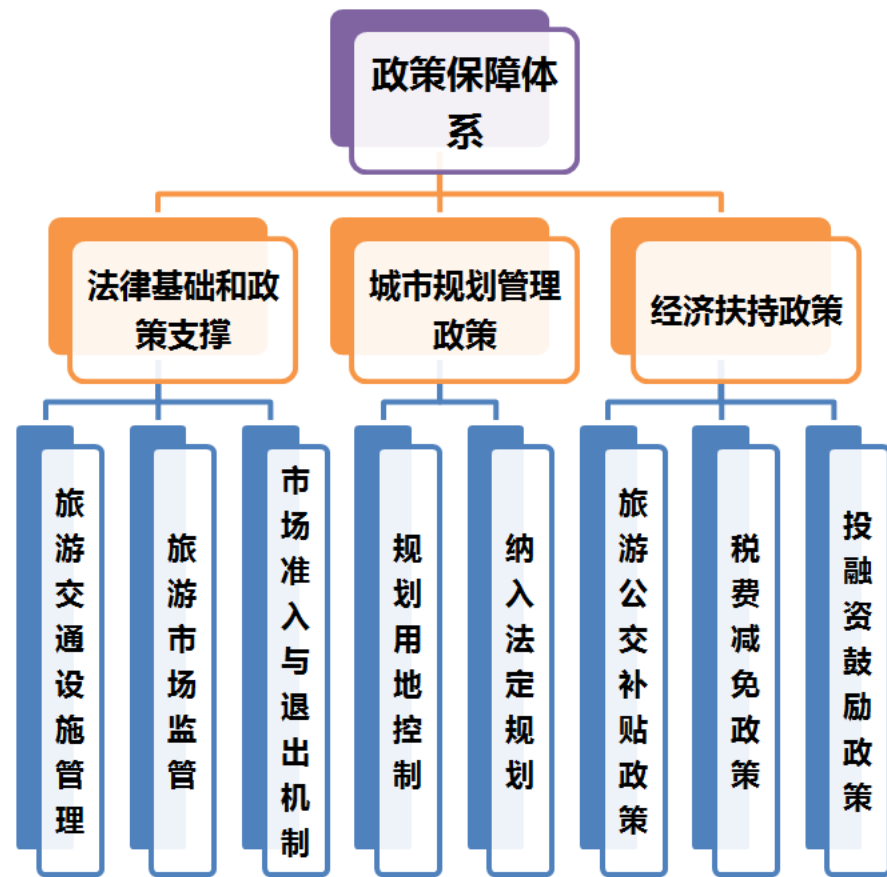 政策保障体
系
法律基础和政
策支撑
城市规划管理
政策
经济扶持政策
旅游交通设施管理
旅游市场监管
市场准入与退出机制
规划用地控制
纳入法定规划
旅游公交补贴政策
税费减免政策
投融资鼓励政策